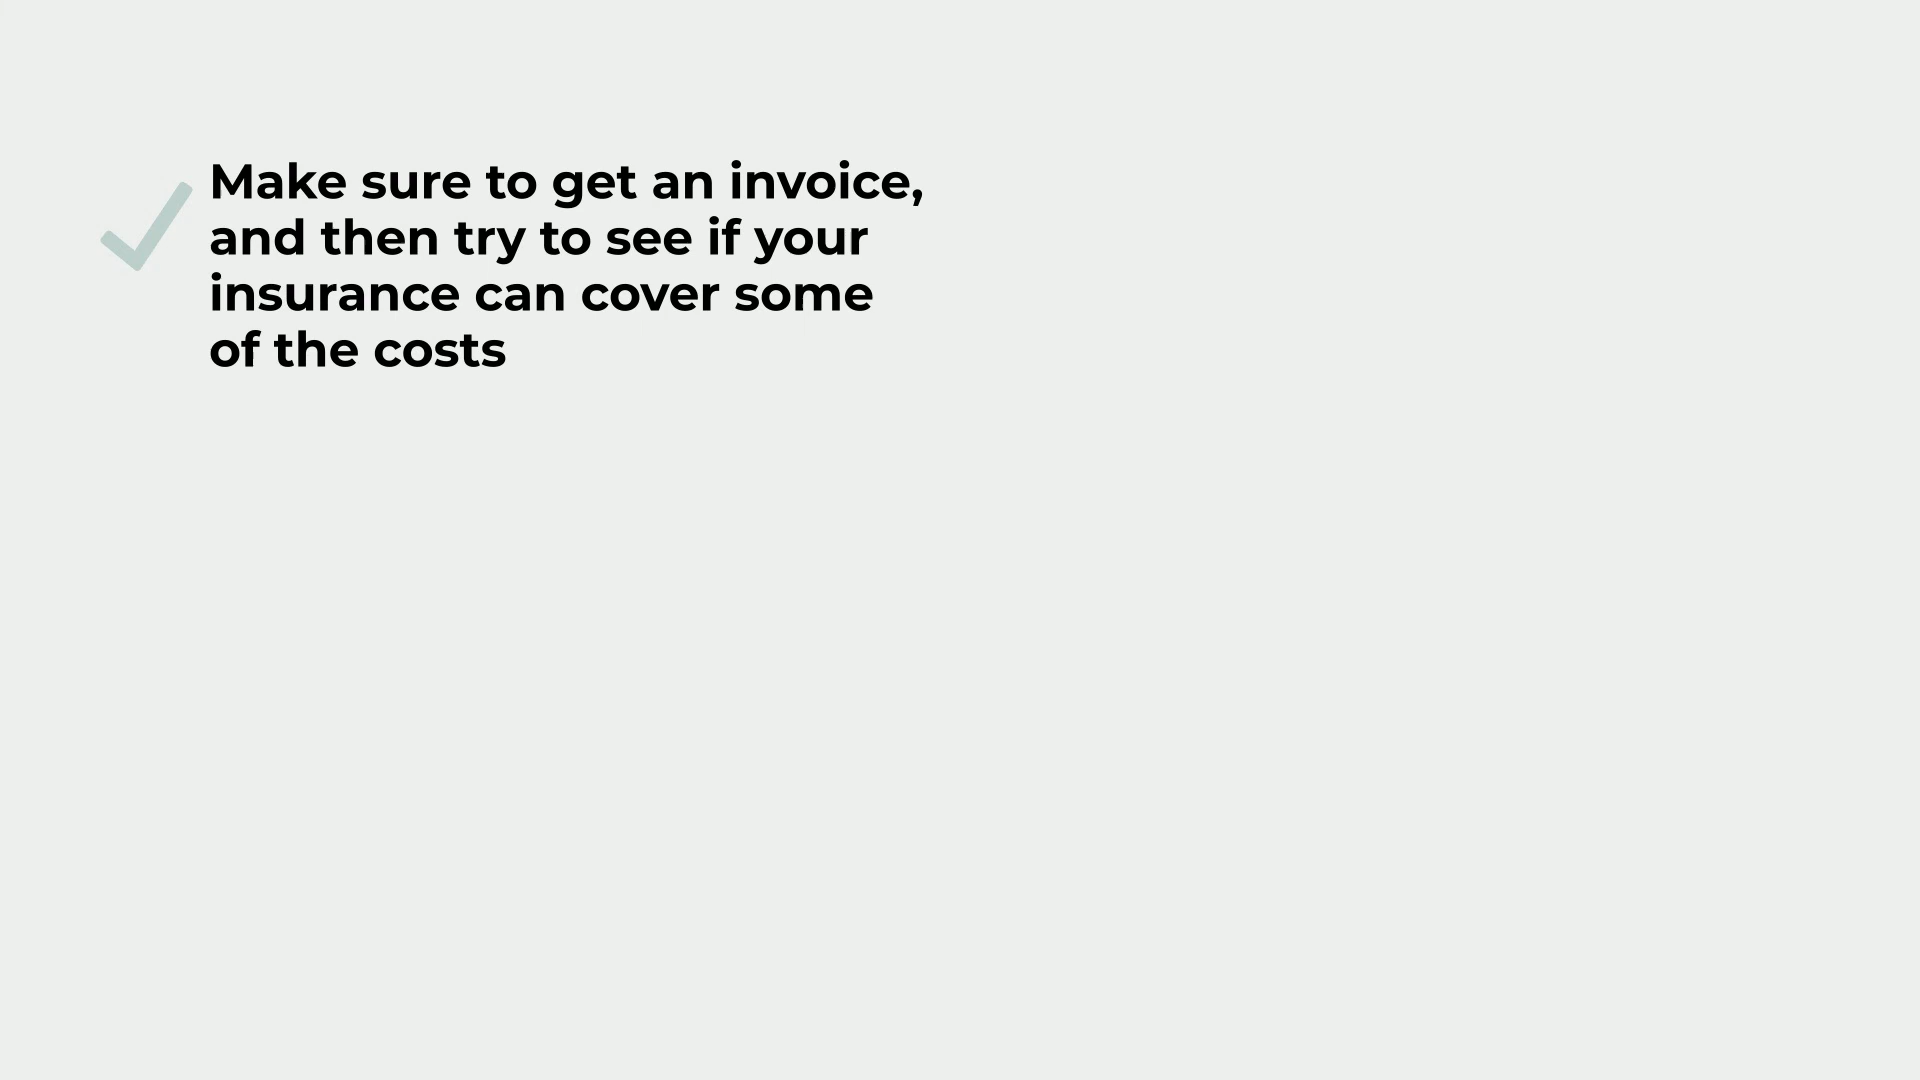 Make sure to get an invoice,
and then try to see if your
insurance can cover some
of the costs